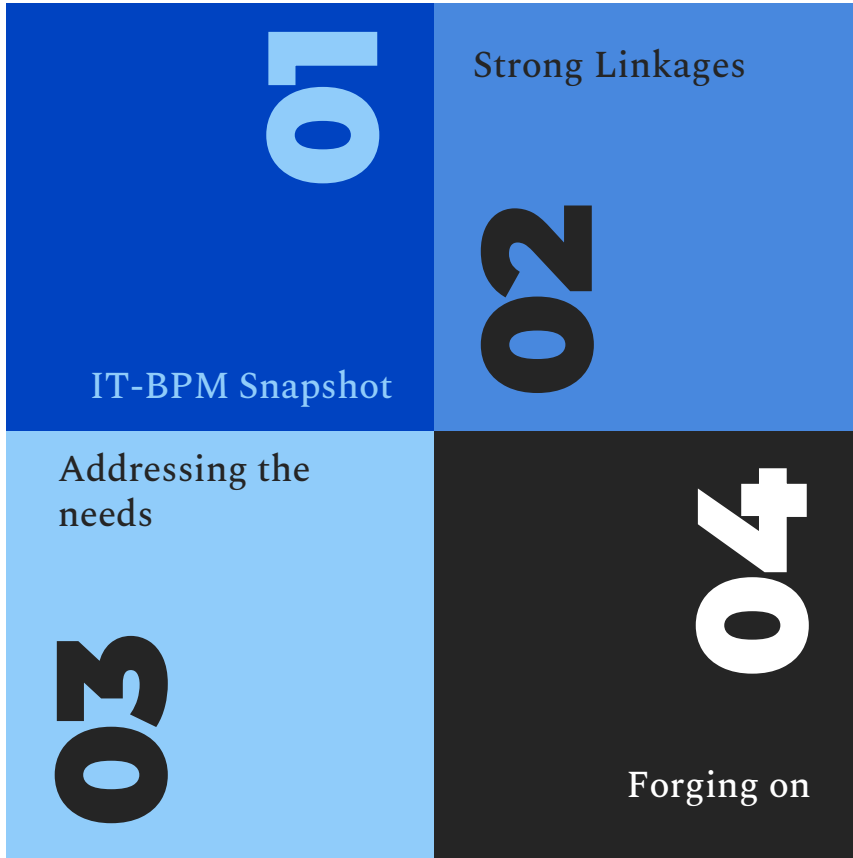 01
IT-BPM Snapshot
Strong Linkages
02
Addressing the
needs
03
04
Forging on